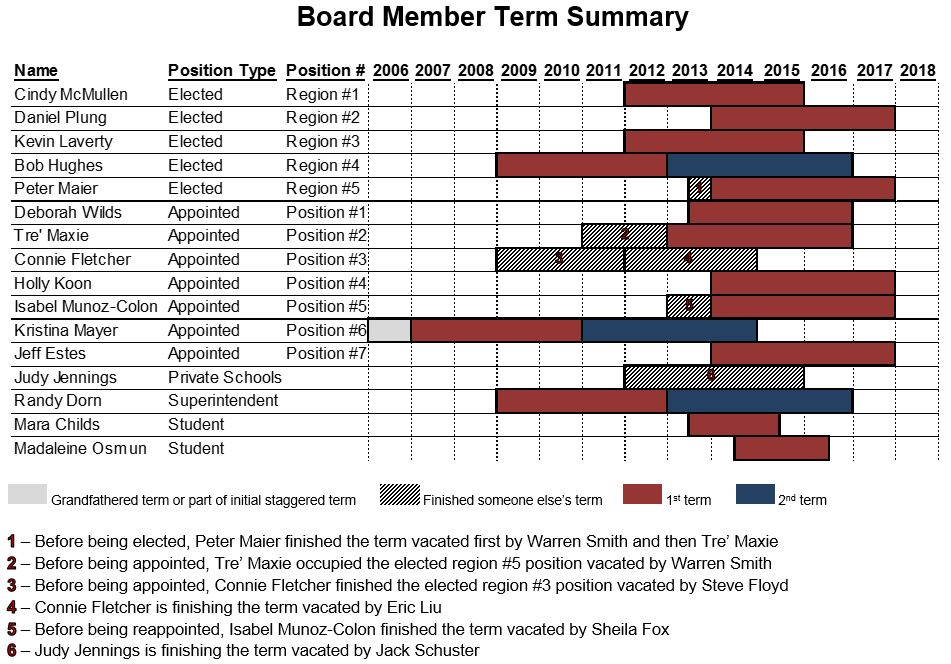 Board Member Term Summary
Name Position Type Position # 2006 2007 2008 2009 2010 2011 2012 2013 2014 2015 2016 2017 2018
Cindy McMullen Elected Region #1
Daniel Plung Elected Region #2
Kevin Laverty Elected Region #3
Bob Hughes Elected Region #4
Peter Maier Elected Region #5 1
Deborah Wilds Appointed Position #1
Tre' Maxie Appointed Position #2 2
Connie Fletcher Appointed Position #3 3 4
Holly Koon Appointed Position #4
Isabel Munoz-Colon Appointed Position #5 5
Kristina Mayer Appointed Position #6
Jeff Estes Appointed Position #7
Judy Jennings Private Schools 6
Randy Dorn Superintendent
Mara Childs Student
Madaleine Osmun Student
Grandfathered term or part of initial staggered term Finished someone else’s term 1st term 2nd term
1 – Before being elected, Peter Maier finished the term vacated first by Warren Smith and then Tre’ Maxie
2 – Before being appointed, Tre’ Maxie occupied the elected region #5 position vacated by Warren Smith
3 – Before being appointed, Connie Fletcher finished the elected region #3 position vacated by Steve Floyd
4 – Connie Fletcher is finishing the term vacated by Eric Liu
5 – Before being reappointed, Isabel Munoz-Colon finished the term vacated by Sheila Fox
6 – Judy Jennings is finishing the term vacated by Jack Schuster